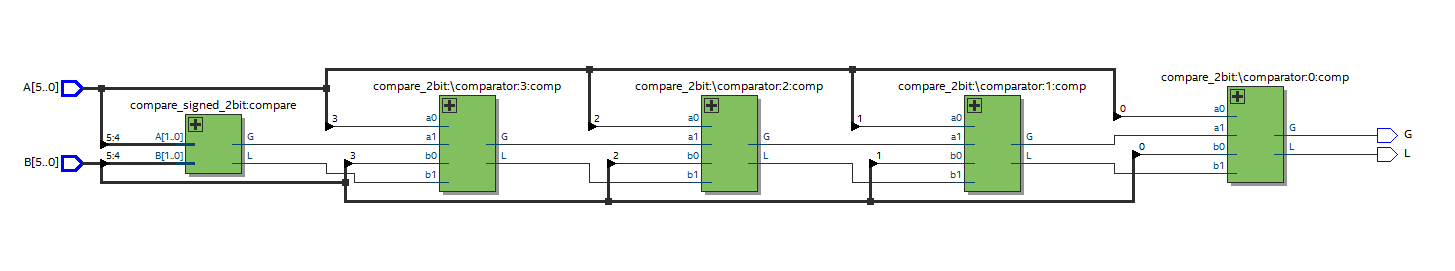 compare_2bit:\comparator:0:comp
compare_2bit:\comparator:3:comp
compare_2bit:\comparator:2:comp
compare_2bit:\comparator:1:comp
A[5..0]
compare_signed_2bit:compare
3 a0
2 a0
1 a0
0 a0
5:4 A[1..0] G
a1 G
a1 G
a1 G
a1 G
G
B[5..0]
5:4 B[1..0] L
3 b0 L
2 b0 L
1 b0 L
0 b0 L
L
b1
b1
b1
b1